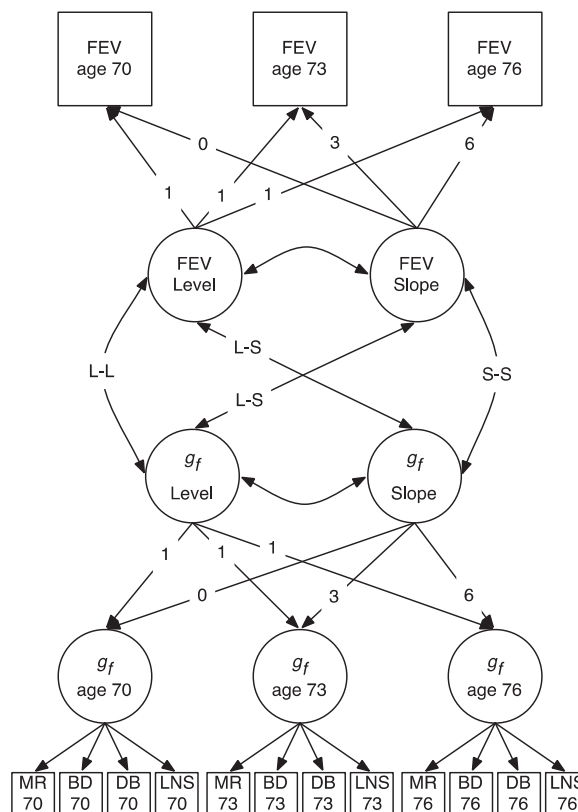 FEV
age 70
FEV
age 73
FEV
age 76
0
3
6
1
1
1
FEV
Level
FEV
Slope
L-S
L-L
S-S
L-S
g_f
Level
g_f
Slope
1
1
1
0
3
6
g_f
age 70
g_f
age 73
g_f
age 76
MR
70
BD
70
DB
70
LNS
70
MR
73
BD
73
DB
73
LNS
73
MR
76
BD
76
DB
76
LNS
76